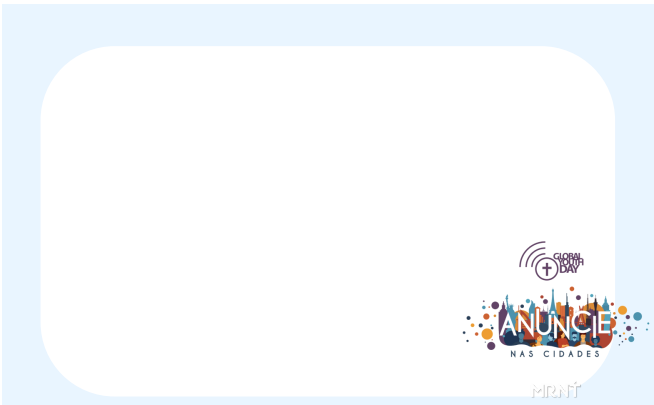 GLOBAL
YOUTH
DAY
ANUNCIE
NAS CIDADES
MRNT